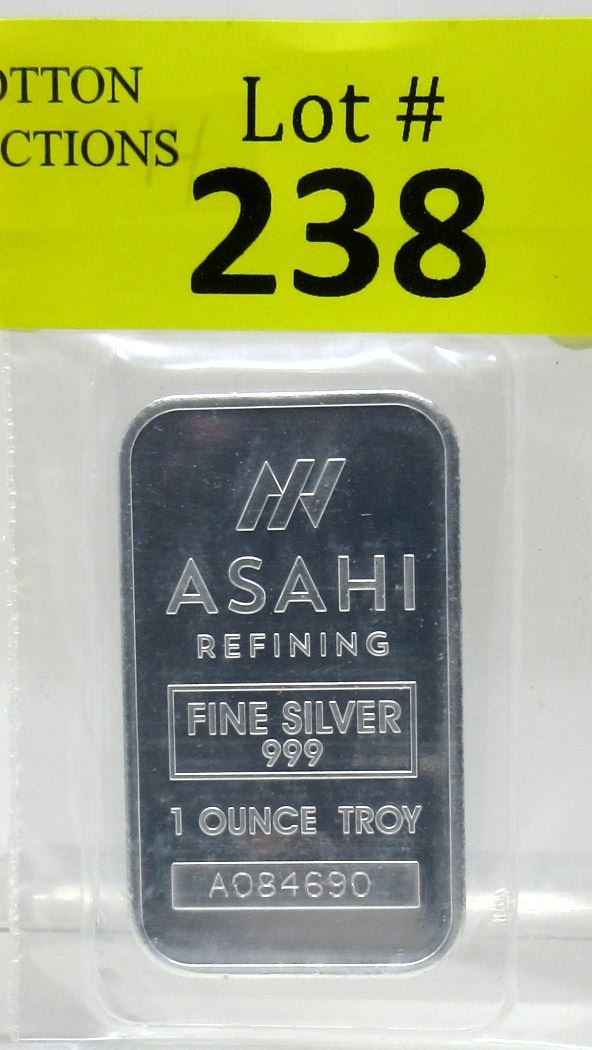 OTTON
CTIONS
Lot #
238
ASAHI
REFINING
FINE SILVER
999
1 OUNCE TROY
A084690